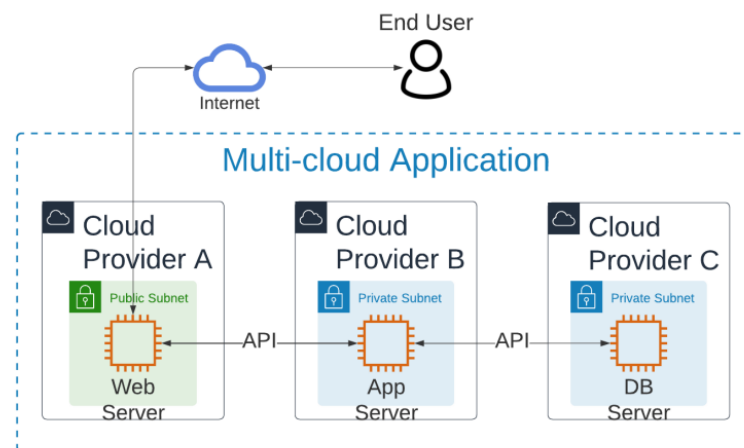 End User
Internet
Multi-cloud Application
Cloud
Provider A
Public Subnet
Web
Server
API
Cloud
Provider B
Private Subnet
App
Server
API
Cloud
Provider C
Private Subnet
DB
Server